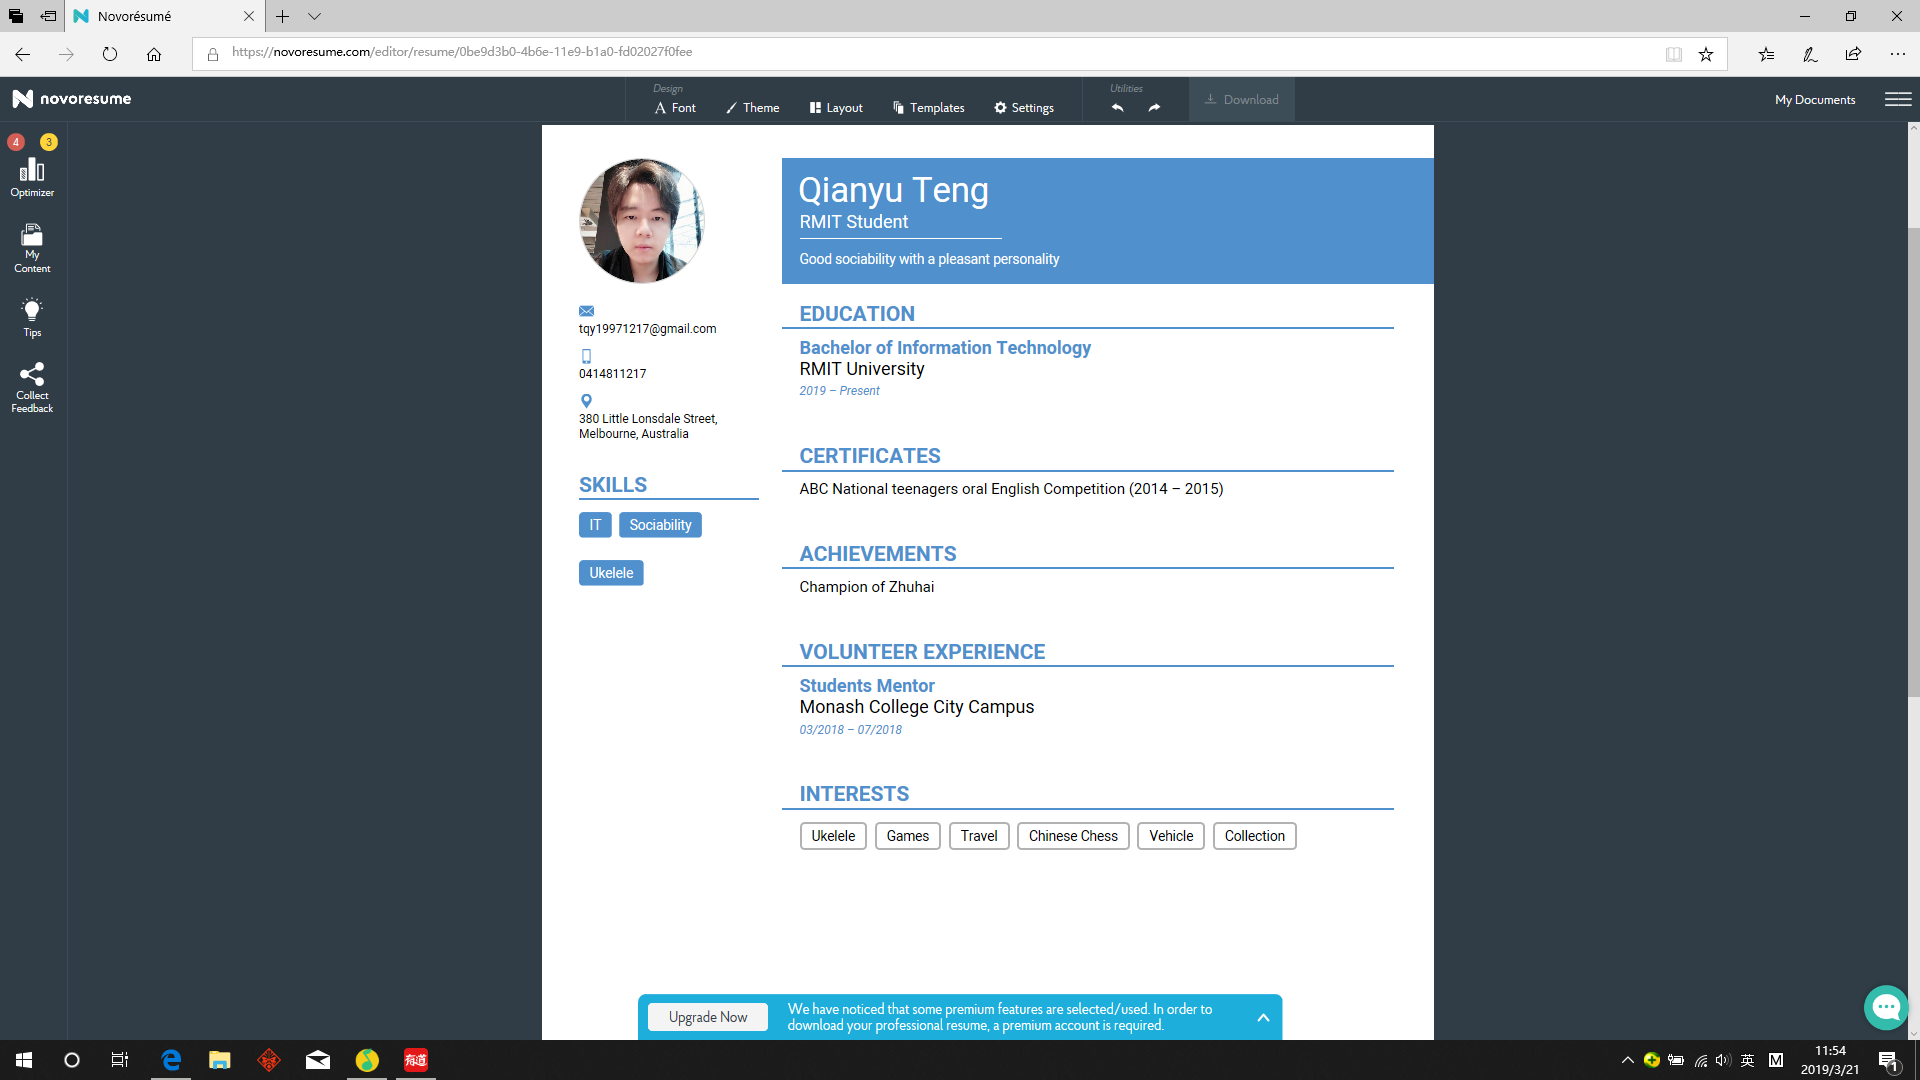 Novorésumé
https://novoresume.com/editor/resume/0be9d3b0-4b6e-11e9-b1a0-fd02027f0fee
novoresume
Design
Font Theme Layout Templates Settings
Utilities
Download
My Documents
4 3
Optimizer
My
Content
Tips
Collect
Feedback
Qianyu Teng
RMIT Student
Good sociability with a pleasant personality
tqy19971217@gmail.com
0414811217
380 Little Lonsdale Street,
Melbourne, Australia
SKILLS
IT Sociability
Ukelele
EDUCATION
Bachelor of Information Technology
RMIT University
2019 – Present
CERTIFICATES
ABC National teenagers oral English Competition (2014 – 2015)
ACHIEVEMENTS
Champion of Zhuhai
VOLUNTEER EXPERIENCE
Students Mentor
Monash College City Campus
03/2018 – 07/2018
INTERESTS
Ukelele Games Travel Chinese Chess Vehicle Collection
Upgrade Now
We have noticed that some premium features are selected/used. In order to
download your professional resume, a premium account is required.
有道
英 M
11:54
2019/3/21
1